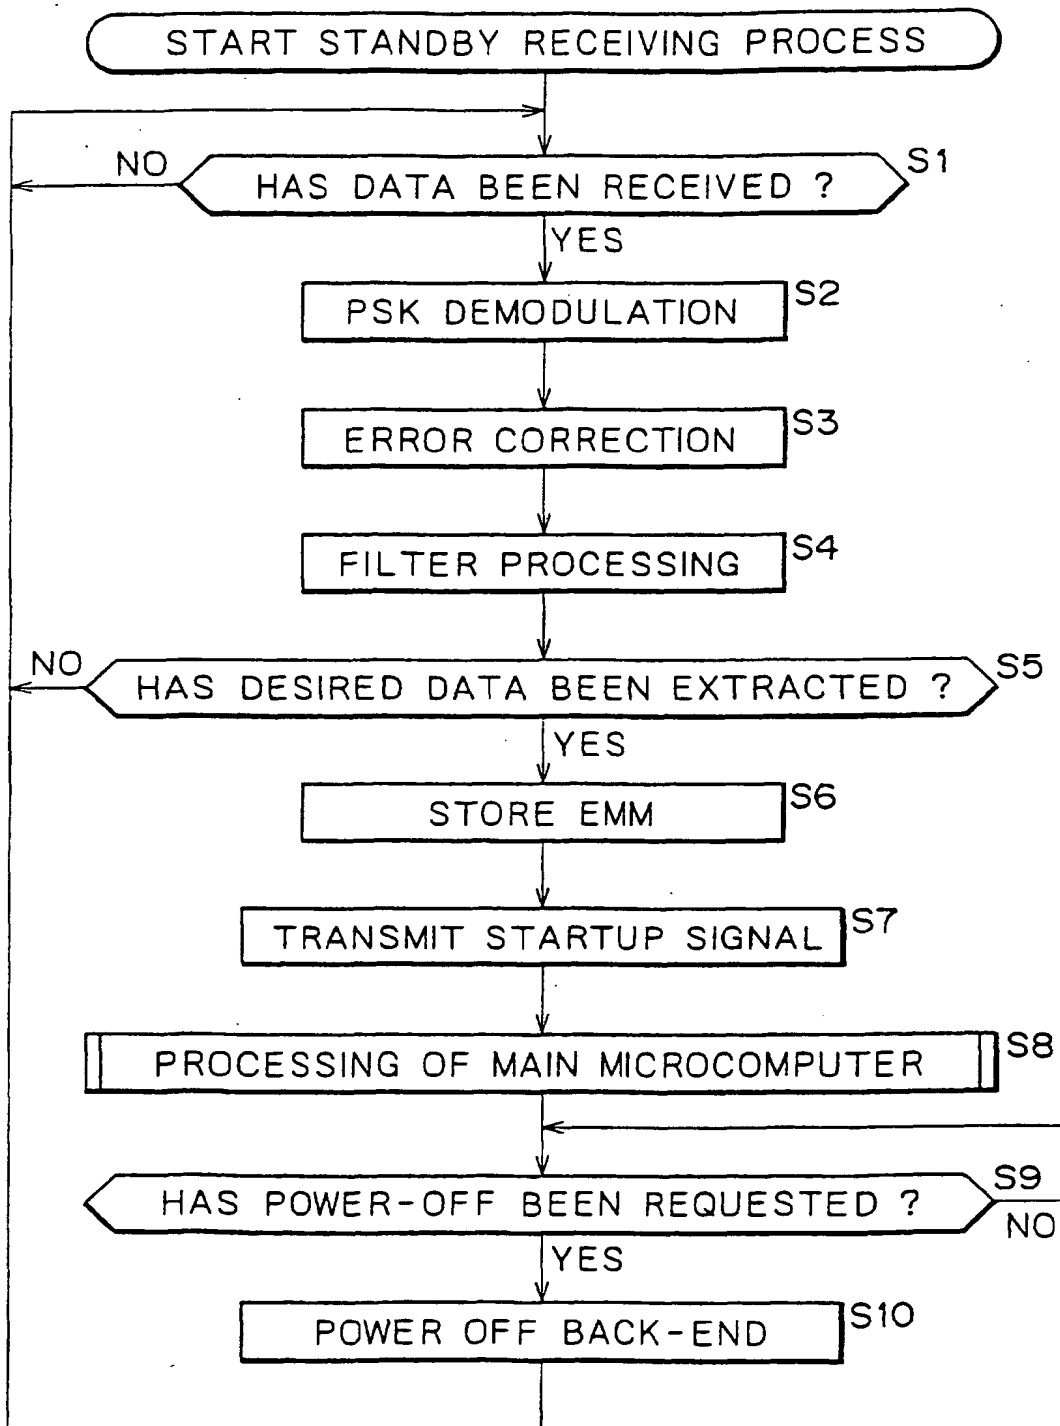 START STANDBY RECEIVING PROCESS
NO
HAS DATA BEEN RECEIVED ?
S1
YES
PSK DEMODULATION
S2
ERROR CORRECTION
S3
FILTER PROCESSING
S4
NO
HAS DESIRED DATA BEEN EXTRACTED ?
S5
YES
STORE EMM
S6
TRANSMIT STARTUP SIGNAL
S7
PROCESSING OF MAIN MICROCOMPUTER
S8
HAS POWER-OFF BEEN REQUESTED ?
S9
NO
YES
POWER OFF BACK-END
S10